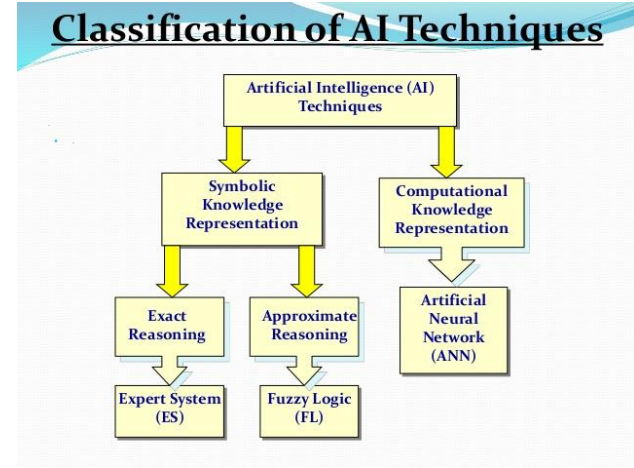 Classification of AI Techniques
Artificial Intelligence (AI)
Techniques
Symbolic
Knowledge
Representation
Computational
Knowledge
Representation
Exact
Reasoning
Approximate
Reasoning
Artificial
Neural
Network
(ANN)
Expert System
(ES)
Fuzzy Logic
(FL)